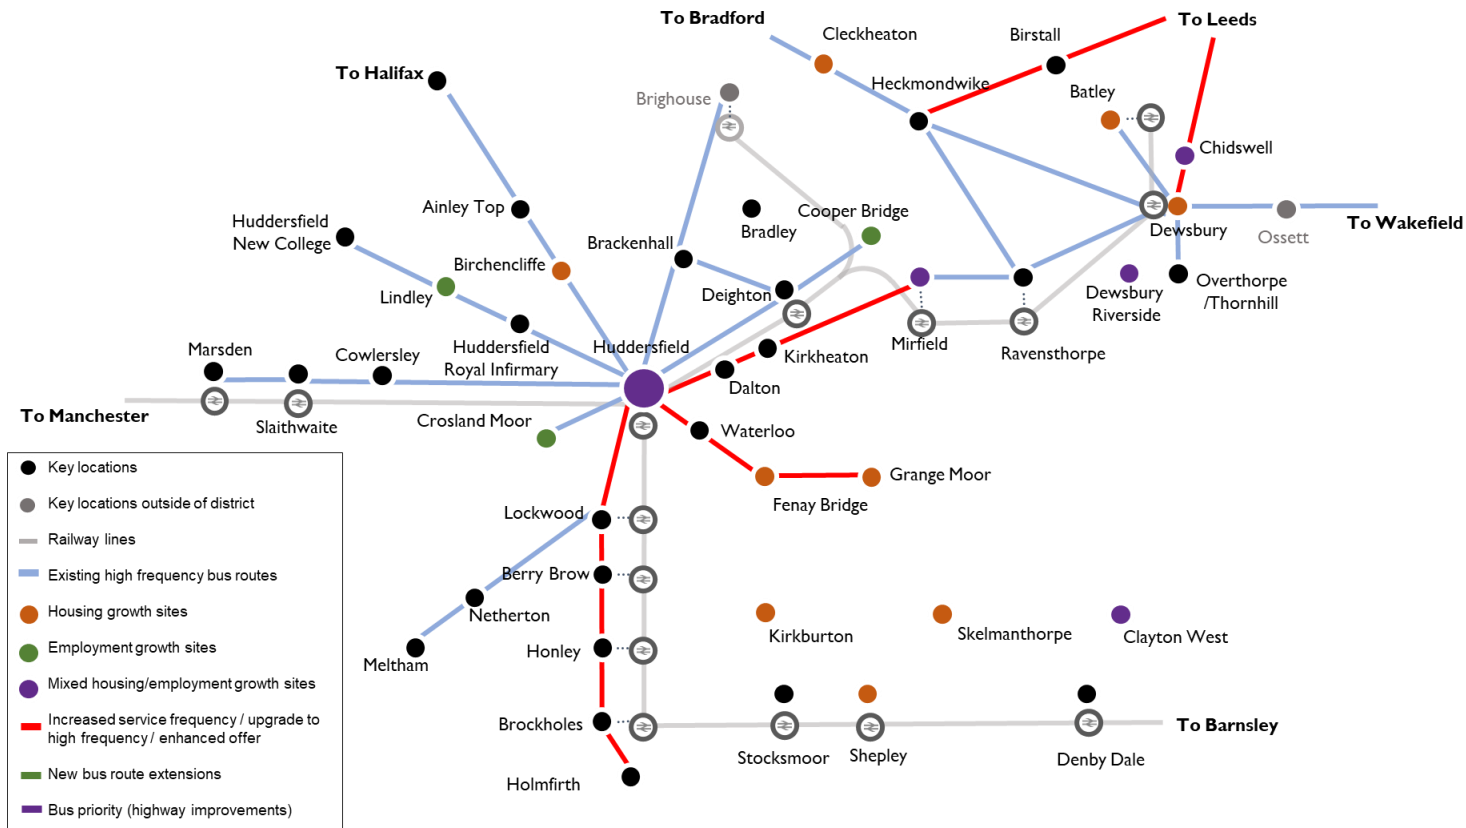 To Bradford
To Leeds
Cleckheaton
Birstall
To Halifax
Heckmondwike
Brighouse
Batley
Chidswell
Ainley Top
Cooper Bridge
Huddersfield
New College
Bradley
Dewsbury
Ossett
To Wakefield
Brackenhall
Birchencliffe
Lindley
Deighton
Dewsbury
Riverside
Overthorpe
/Thornhill
Marsden
Cowlersley
Huddersfield
Royal Infirmary
Huddersfield
Kirkheaton
Mirfield
Ravensthorpe
Dalton
To Manchester
Slaithwaite
Crosland Moor
Waterloo
Grange Moor
Fenay Bridge
Lockwood
Berry Brow
Netherton
Meltham
Honley
Kirkburton
Skelmanthorpe
Clayton West
Brockholes
To Barnsley
Stocksmoor
Shepley
Denby Dale
Holmfirth
Key locations
Key locations outside of district
Railway lines
Existing high frequency bus routes
Housing growth sites
Employment growth sites
Mixed housing/employment growth sites
Increased service frequency / upgrade to
high frequency / enhanced offer
New bus route extensions
Bus priority (highway improvements)